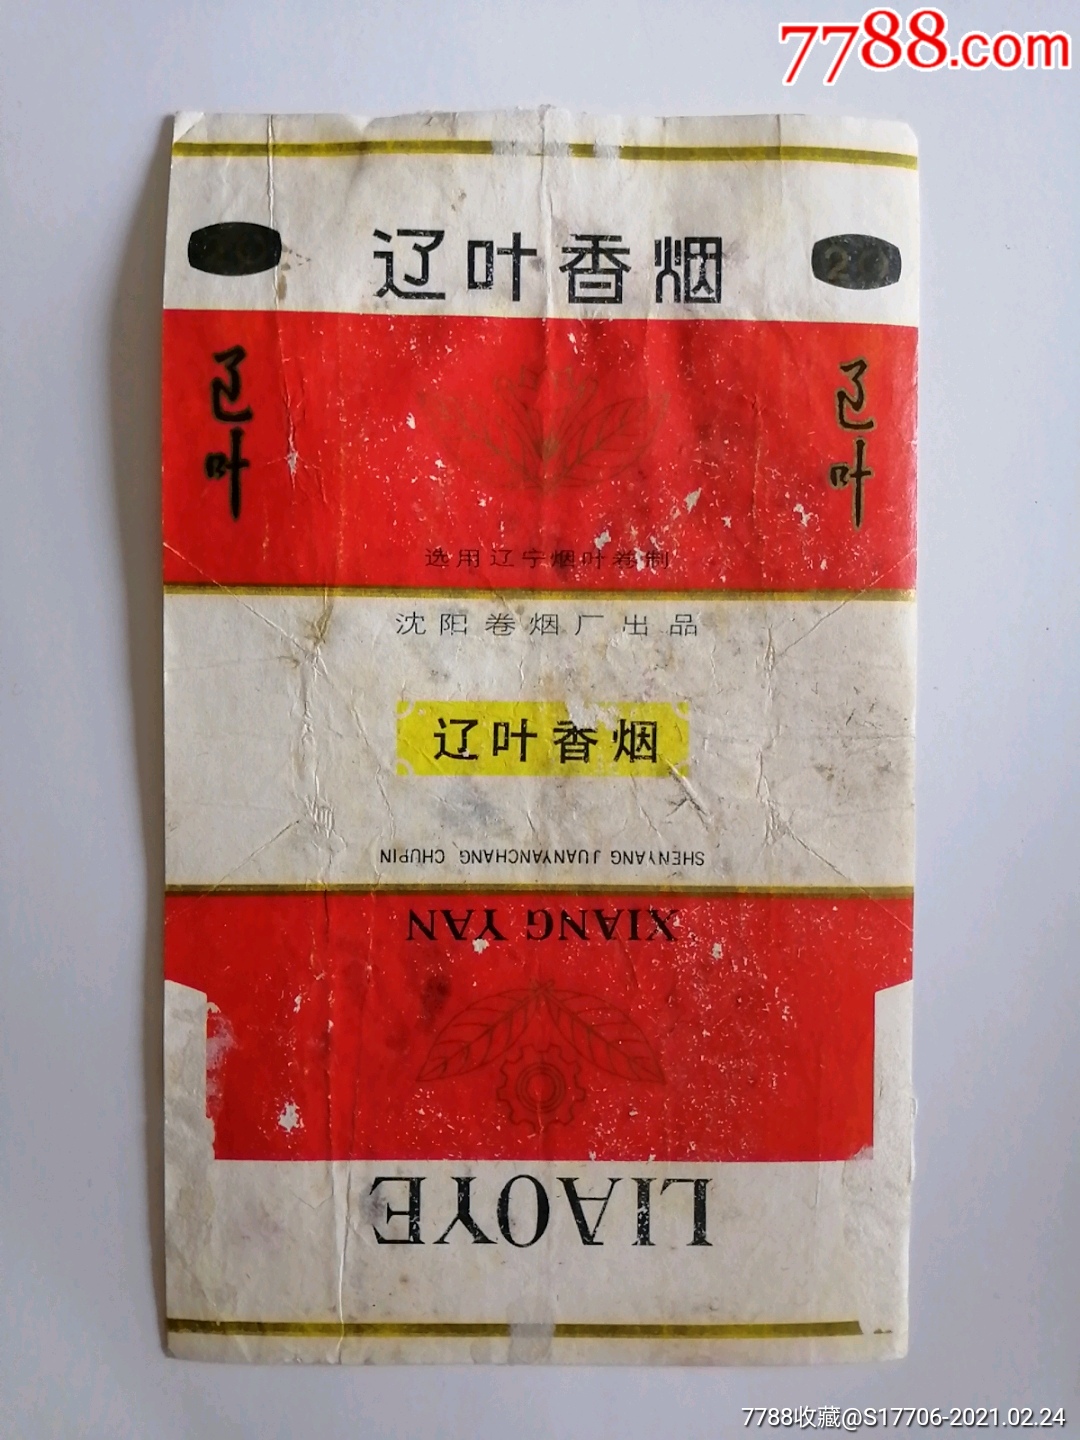 7788.com
辽叶香烟
20
20
辽叶
辽叶
选用辽宁烟叶卷制
沈阳卷烟厂出品
辽叶香烟
SHENYANG JUANYANCHANG CHUPIN
XIANG YAN
LIAOYE
7788收藏@S17706-2021.02.24